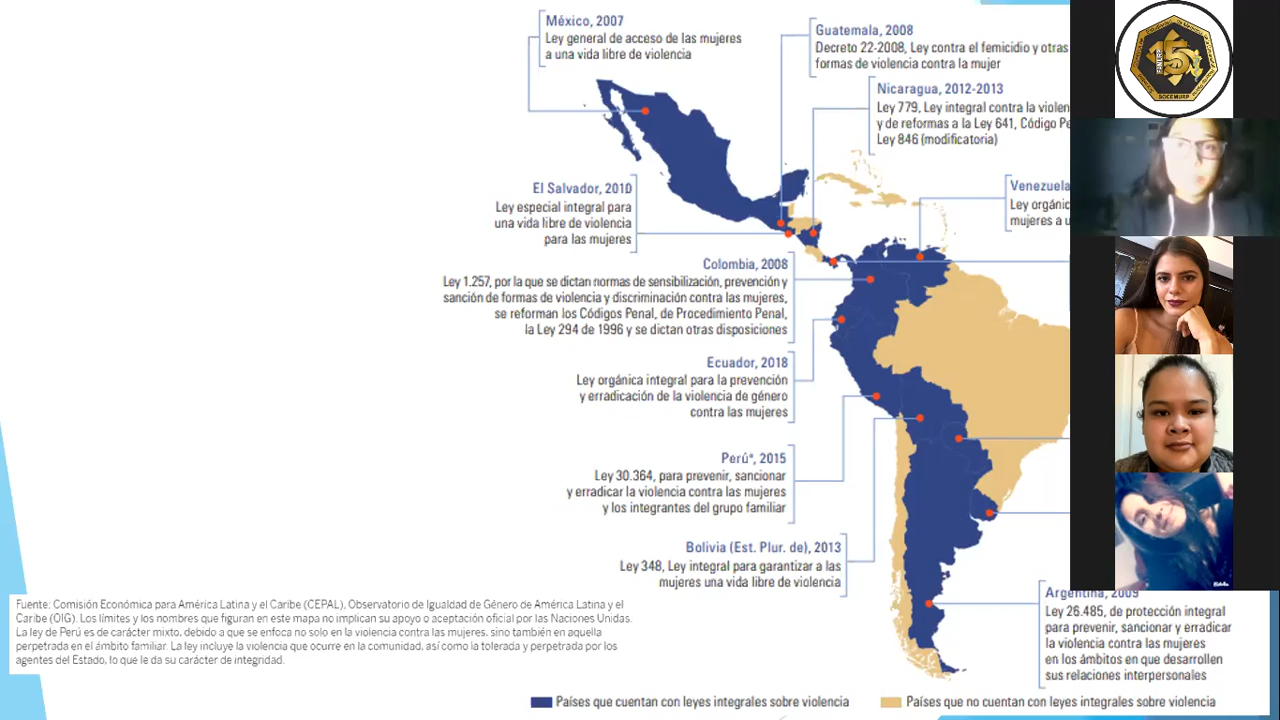 México, 2007
Ley general de acceso de las mujeres
a una vida libre de violencia
Guatemala, 2008
Decreto 22-2008, Ley contra el femicidio y otras
formas de violencia contra la mujer
Nicaragua, 2012-2013
Ley 779, Ley integral contra la violen
y de reformas a la Ley 641, Código Pe
Ley 846 (modificatoria)
El Salvador, 2010
Ley especial integral para
una vida libre de violencia
para las mujeres
Venezuela
Ley orgánic
mujeres a u
Colombia, 2008
Ley 1.257, por la que se dictan normas de sensibilización, prevención y
sanción de formas de violencia y discriminación contra las mujeres,
se reforman los Códigos Penal, de Procedimiento Penal,
la Ley 294 de 1996 y se dictan otras disposiciones
Ecuador, 2018
Ley orgánica integral para la prevención
y erradicación de la violencia de género
contra las mujeres
Perú*, 2015
Ley 30.364, para prevenir, sancionar
y erradicar la violencia contra las mujeres
y los integrantes del grupo familiar
Bolivia (Est. Plur. de), 2013
Ley 348, Ley integral para garantizar a las
mujeres una vida libre de violencia
Argentina, 2009
Ley 26.485, de protección integral
para prevenir, sancionar y erradicar
la violencia contra las mujeres
en los ámbitos en que desarrollen
sus relaciones interpersonales
Fuente: Comisión Económica para América Latina y el Caribe (CEPAL), Observatorio de Igualdad de Género de América Latina y el
Caribe (OIG). Los límites y los nombres que figuran en este mapa no implican su apoyo o aceptación oficial por las Naciones Unidas.
La ley de Perú es de carácter mixto, debido a que se enfoca no solo en la violencia contra las mujeres, sino también en aquella
perpetrada en el ámbito familiar. La ley incluye la violencia que ocurre en la comunidad, así como la tolerada y perpetrada por los
agentes del Estado, lo que le da su carácter de integridad.
Países que cuentan con leyes integrales sobre violencia
Países que no cuentan con leyes integrales sobre violencia
15
FAMURP
SOCEMURP